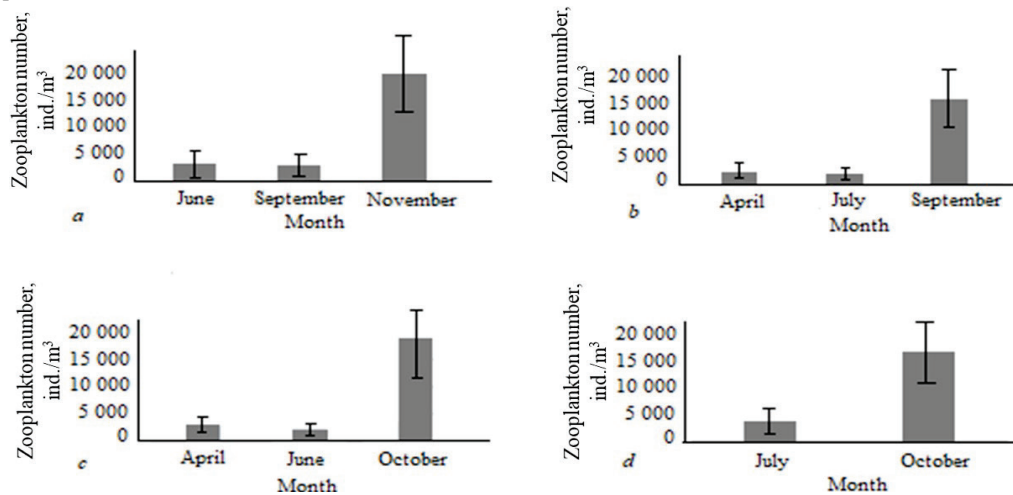 Zooplankton number,
ind./m³
20 000
15 000
10 000
5 000
0
June September November
Month
a
Zooplankton number,
ind./m³
20 000
15 000
10 000
5 000
0
April July September
Month
b
Zooplankton number,
ind./m³
20 000
15 000
10 000
5 000
0
April June October
Month
c
Zooplankton number,
ind./m³
20 000
15 000
10 000
5 000
0
July October
Month
d